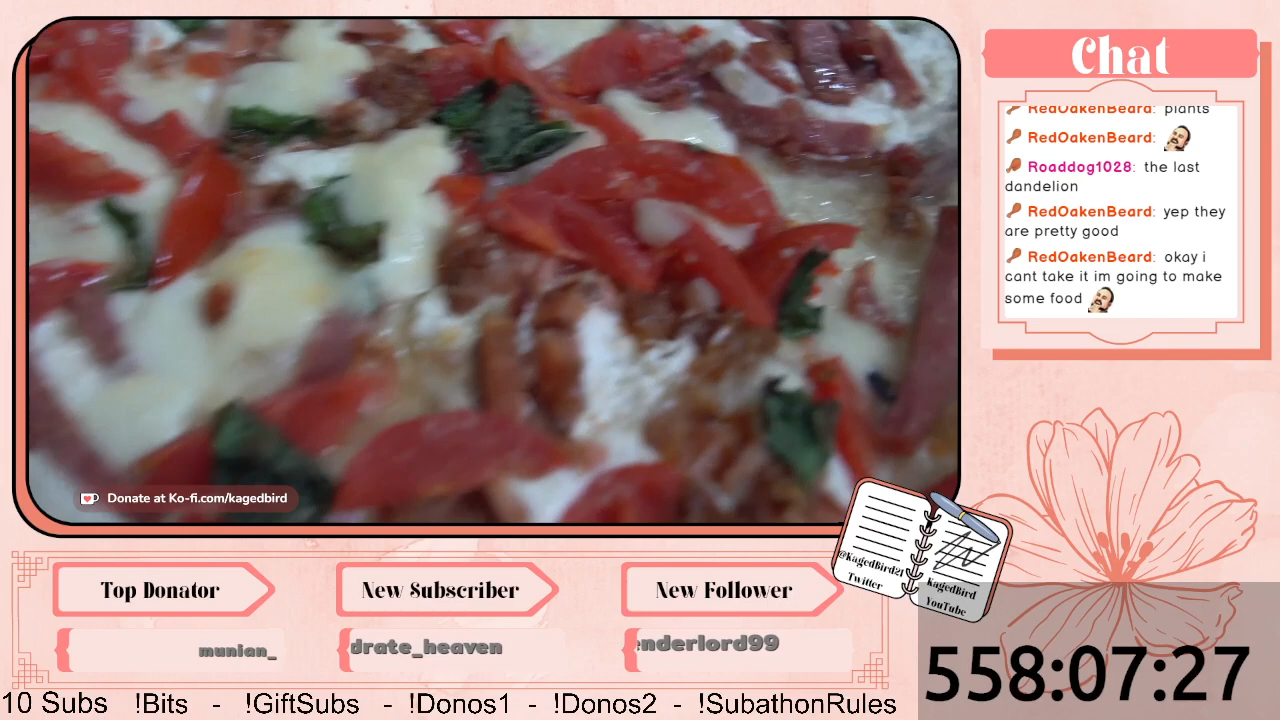 Chat
RedOakenBeard: plants
RedOakenBeard:
Roaddog1028: the last
dandelion
RedOakenBeard: yep they
are pretty good
RedOakenBeard: okay i
cant take it im going to make
some food
Donate at Ko-fi.com/kagedbird
@KagedBird21
Twitter
KagedBird
YouTube
Top Donator
New Subscriber
New Follower
munian_
drate_heaven
enderlord99
558:07:27
10 Subs !Bits - !GiftSubs - !Donos1 - !Donos2 - !SubathonRules